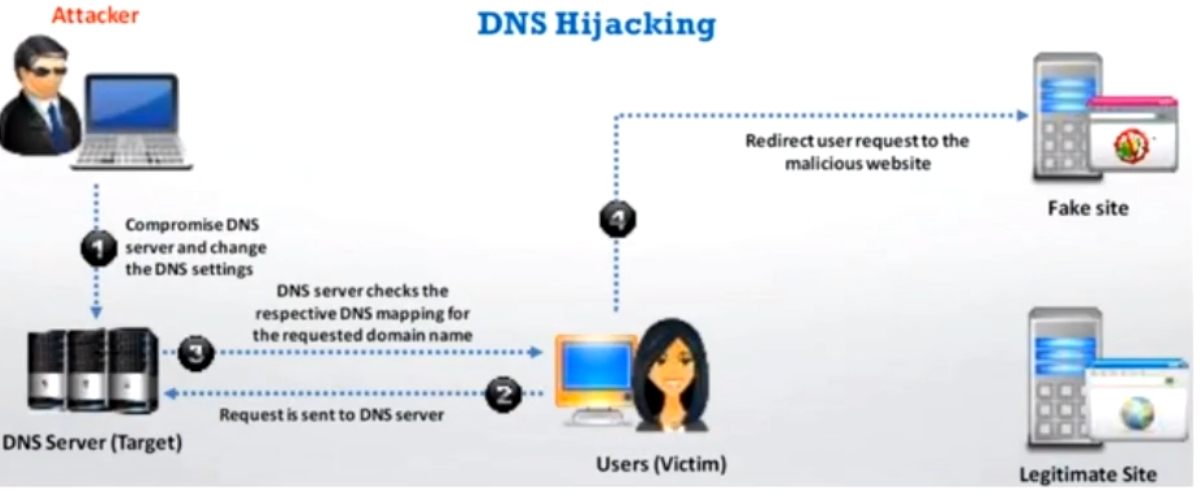 Attacker
DNS Hijacking
1
Compromise DNS
server and change
the DNS settings
DNS server checks the
respective DNS mapping for
the requested domain name
3
2
Request is sent to DNS server
DNS Server (Target)
Users (Victim)
4
Redirect user request to the
malicious website
Fake site
Legitimate Site